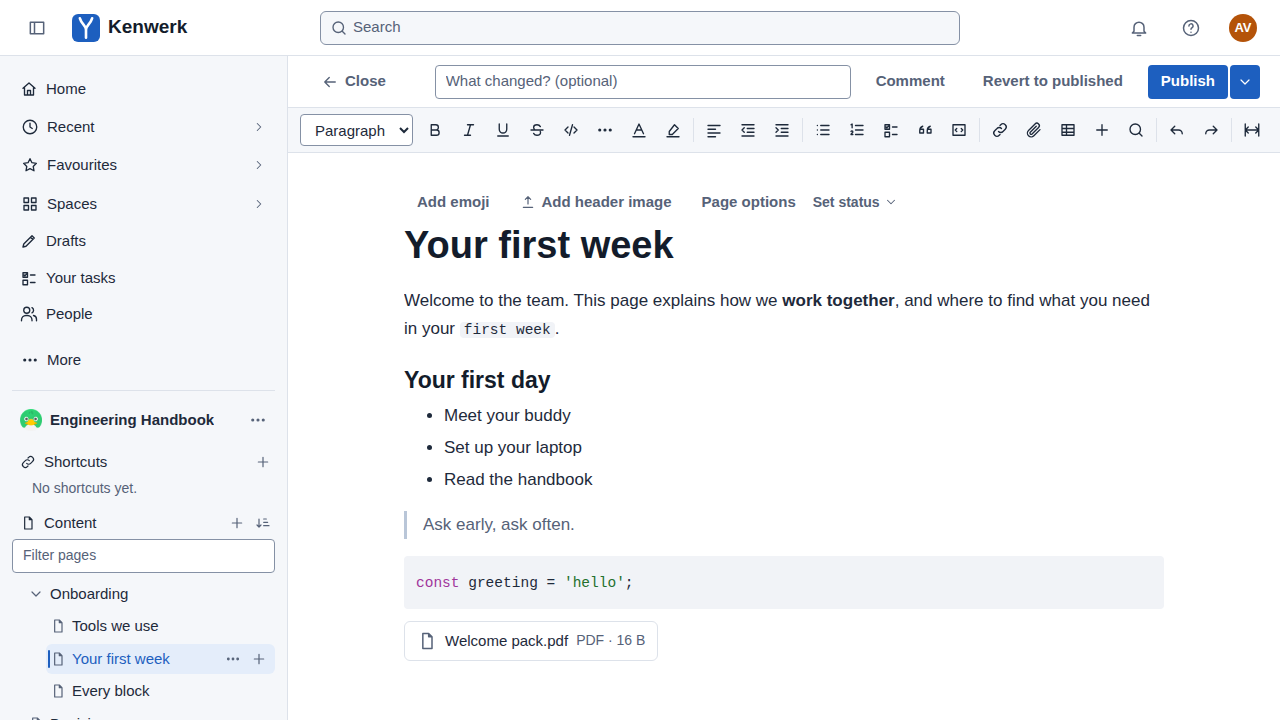 Kenwerk
Search
AV
Home
Recent
Favourites
Spaces
Drafts
Your tasks
People
More
Engineering Handbook
Shortcuts
No shortcuts yet.
Content
Filter pages
Onboarding
Tools we use
Your first week
Every block
Close
What changed? (optional)
Comment
Revert to published
Publish
Paragraph
Add emoji
Add header image
Page options
Set status
Your first week
Welcome to the team. This page explains how we work together, and where to find what you need
in your first week.
Your first day
Meet your buddy
Set up your laptop
Read the handbook
Ask early, ask often.
const greeting = 'hello';
Welcome pack.pdf PDF · 16 B